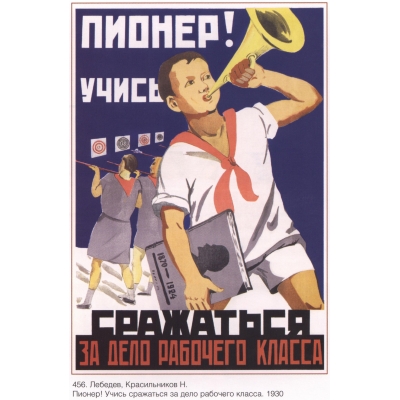 ПИОНЕР!
УЧИСЬ
1870—1924
СРАЖАТЬСЯ
ЗА ДЕЛО РАБОЧЕГО КЛАССА
456. Лебедев, Красильников Н.
Пионер! Учись сражаться за дело рабочего класса. 1930